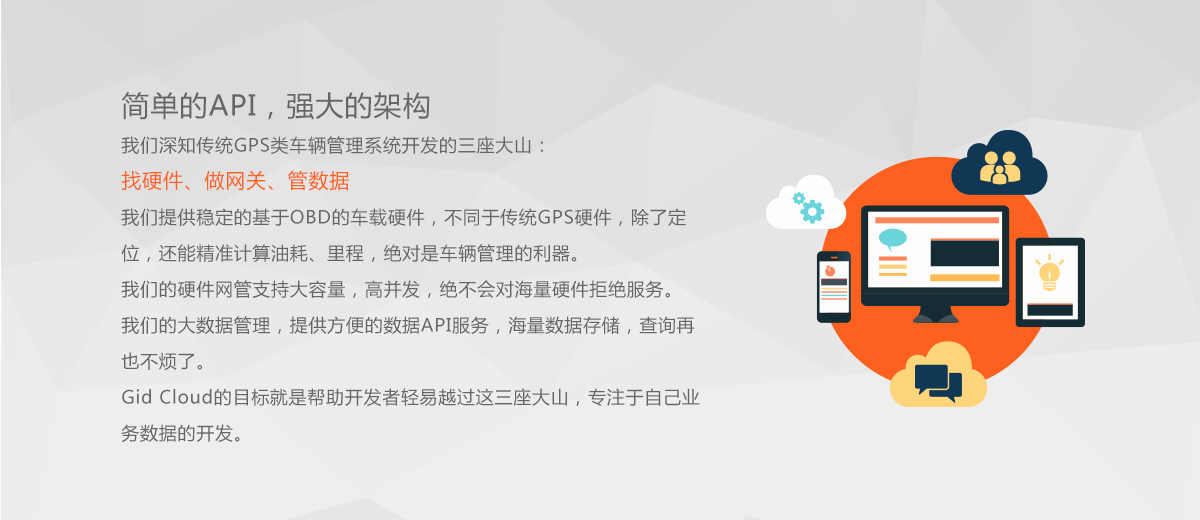 简单的API，强大的架构
我们深知传统GPS类车辆管理系统开发的三座大山：
找硬件、做网关、管数据
我们提供稳定的基于OBD的车载硬件，不同于传统GPS硬件，除了定
位，还能精准计算油耗、里程，绝对是车辆管理的利器。
我们的硬件网管支持大容量，高并发，绝不会对海量硬件拒绝服务。
我们的大数据管理，提供方便的数据API服务，海量数据存储，查询再
也不烦了。
Gid Cloud的目标就是帮助开发者轻易越过这三座大山，专注于自己业
务数据的开发。